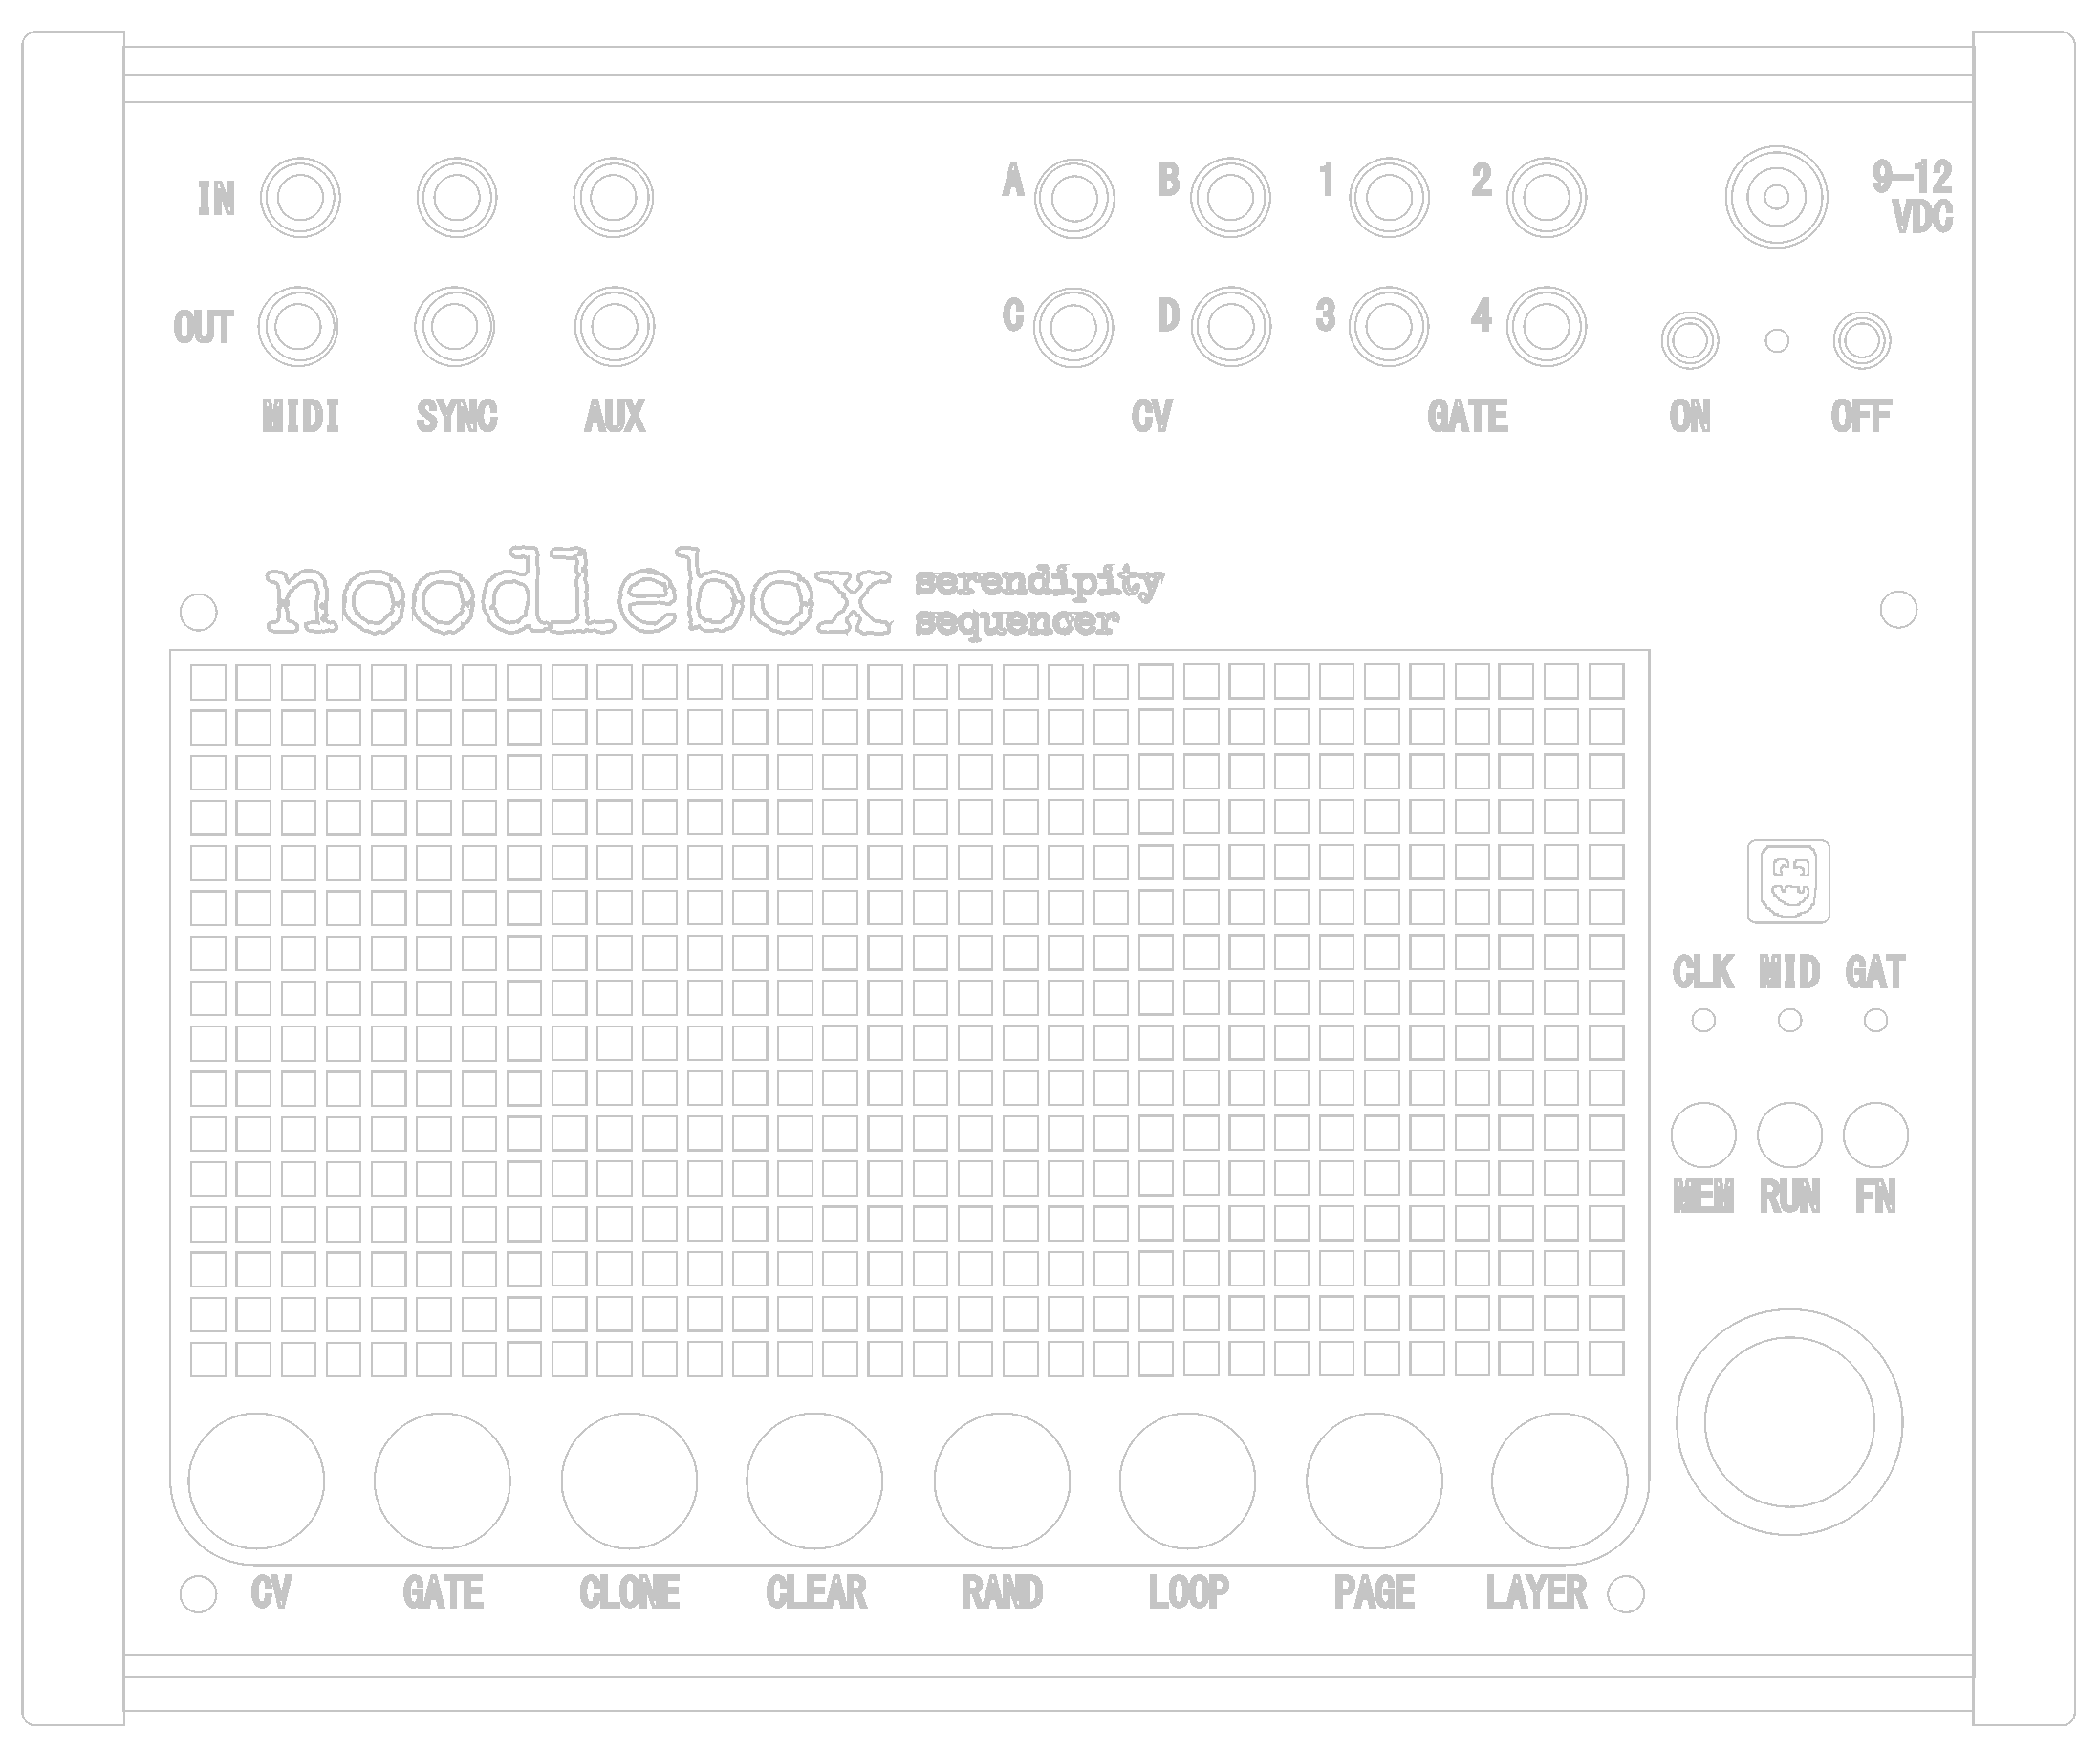 A B 1 2 9-12
IN VDC
C D 3 4
OUT
MIDI SYNC AUX CV GATE ON OFF
noodlebox serendipity
sequencer
CLK MID GAT
MEM RUN FN
CV GATE CLONE CLEAR RAND LOOP PAGE LAYER